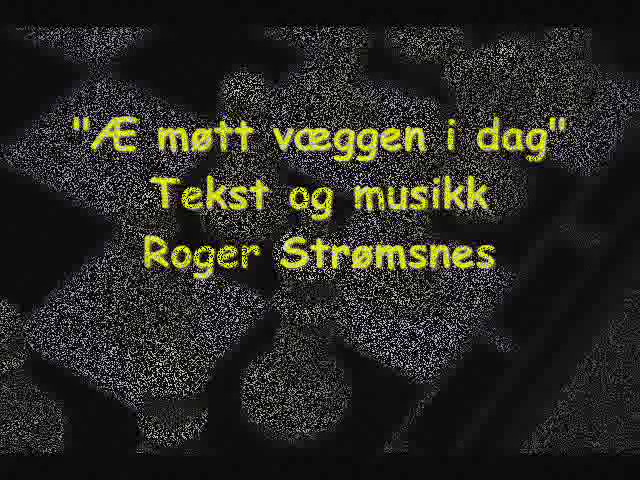 "Æ møtt væggen i dag"
Tekst og musikk
Roger Strømsnes